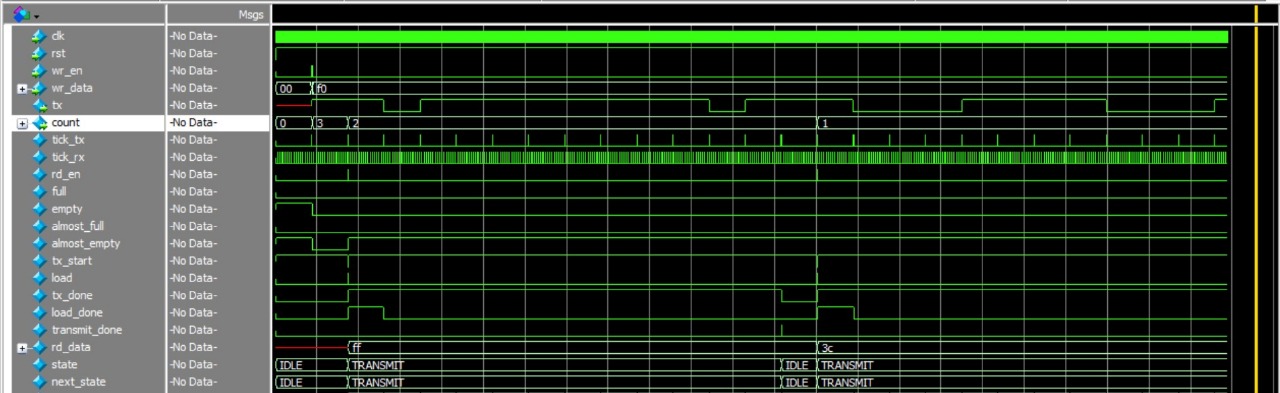 Msgs
clk -No Data-
rst -No Data-
wr_en -No Data-
wr_data -No Data- 00 f0
tx -No Data-
count -No Data- 0 3 2 1
tick_tx -No Data-
tick_rx -No Data-
rd_en -No Data-
full -No Data-
empty -No Data-
almost_full -No Data-
almost_empty -No Data-
tx_start -No Data-
load -No Data-
tx_done -No Data-
load_done -No Data-
transmit_done -No Data-
rd_data -No Data- ff 3c
state -No Data- IDLE TRANSMIT IDLE TRANSMIT
next_state -No Data- IDLE TRANSMIT IDLE TRANSMIT